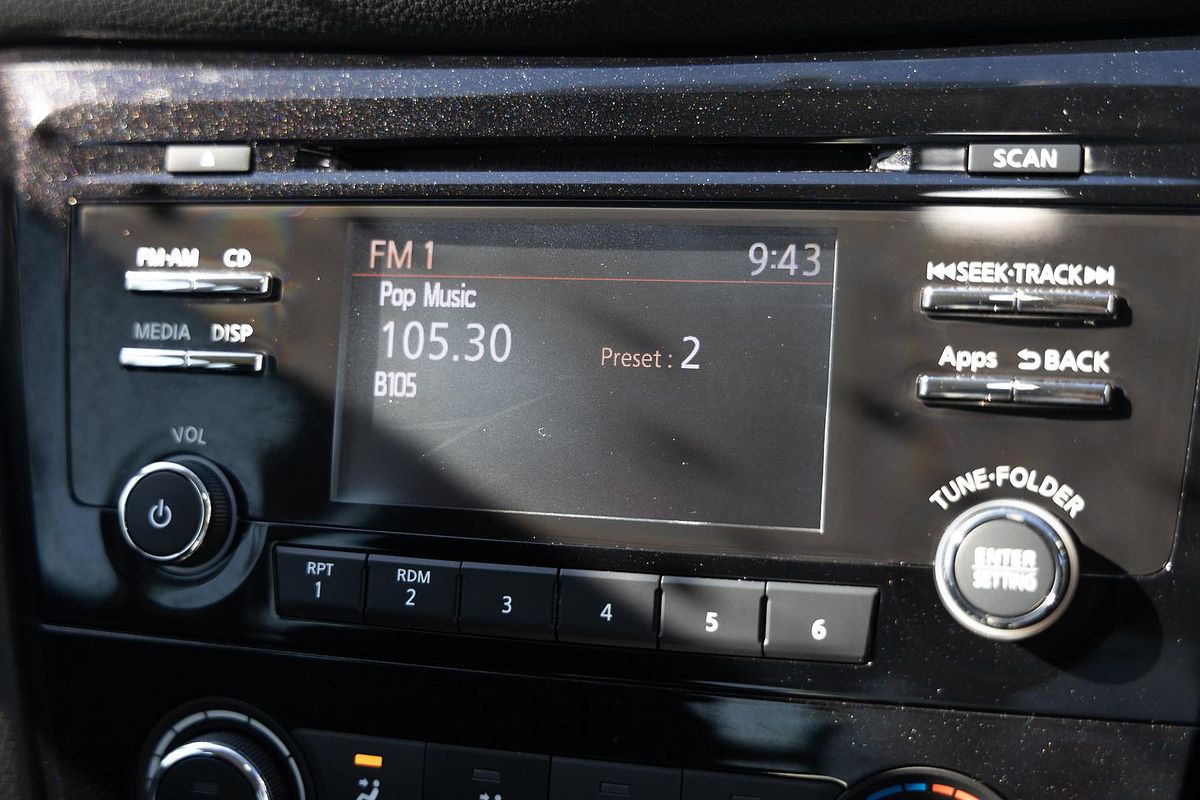 SCAN
FM·AM CD
MEDIA DISP
VOL
FM 1 9:43
Pop Music
105.30 Preset : 2
B105
SEEK·TRACK
Apps BACK
TUNE·FOLDER
ENTER
SETTING
RPT
1
RDM
2
3
4
5
6